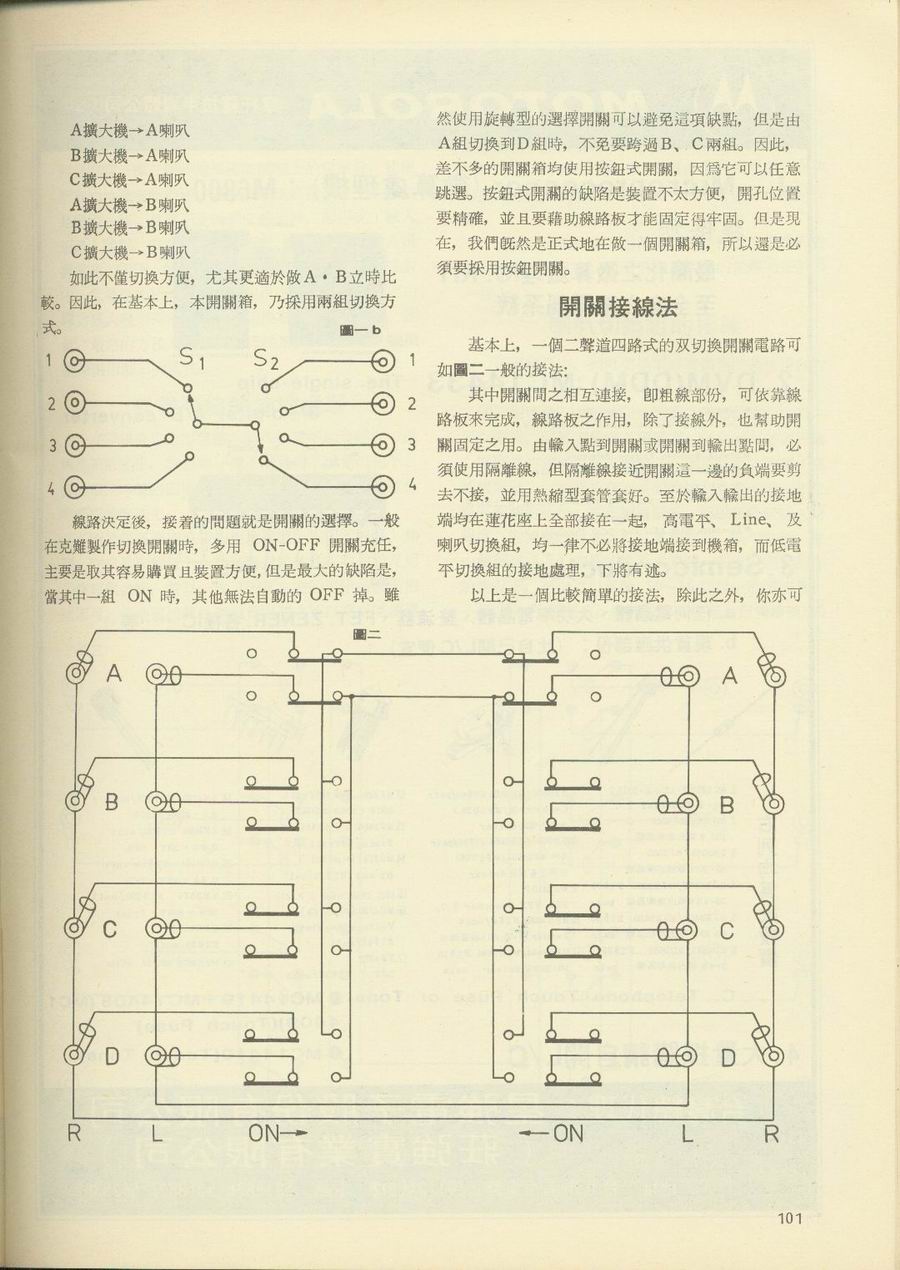 A擴大機→A喇叭
B擴大機→A喇叭
C擴大機→A喇叭
A擴大機→B喇叭
B擴大機→B喇叭
C擴大機→B喇叭
如此不僅切換方便，尤其更適於做A·B立時比
較。因此，在基本上，本開關箱，乃採用兩組切換方
式。
圖一b
1 S1 S2 1
2 2
3 3
4 4
線路決定後，接着的問題就是開關的選擇。一般
在克難製作切換開關時，多用 ON-OFF 開關充任，
主要是取其容易購買且裝置方便，但是最大的缺陷是，
當其中一組 ON 時，其他無法自動的 OFF 掉。雖
然使用旋轉型的選擇開關可以避免這項缺點，但是由
A組切換到D組時，不免要跨過B、C兩組。因此，
差不多的開關箱均使用按鈕式開關，因爲它可以任意
跳選。按鈕式開關的缺陷是裝置不太方便，開孔位置
要精確，並且要藉助線路板才能固定得牢固。但是現
在，我們旣然是正式地在做一個開關箱，所以還是必
須要採用按鈕開關。
開關接線法
基本上，一個二聲道四路式的双切換開關電路可
如圖二一般的接法：
其中開關間之相互連接，卽粗線部份，可依靠線
路板來完成，線路板之作用，除了接線外，也幫助開
關固定之用。由輸入點到開關或開關到輸出點間，必
須使用隔離線，但隔離線接近開關這一邊的負端要剪
去不接，並用熱縮型套管套好。至於輸入輸出的接地
端均在蓮花座上全部接在一起，高電平、Line、及
喇叭切換組，均一律不必將接地端接到機箱，而低電
平切換組的接地處理，下將有述。
以上是一個比較簡單的接法，除此之外，你亦可
圖二
A A
B B
C C
D D
R L ON→ ←ON L R
101